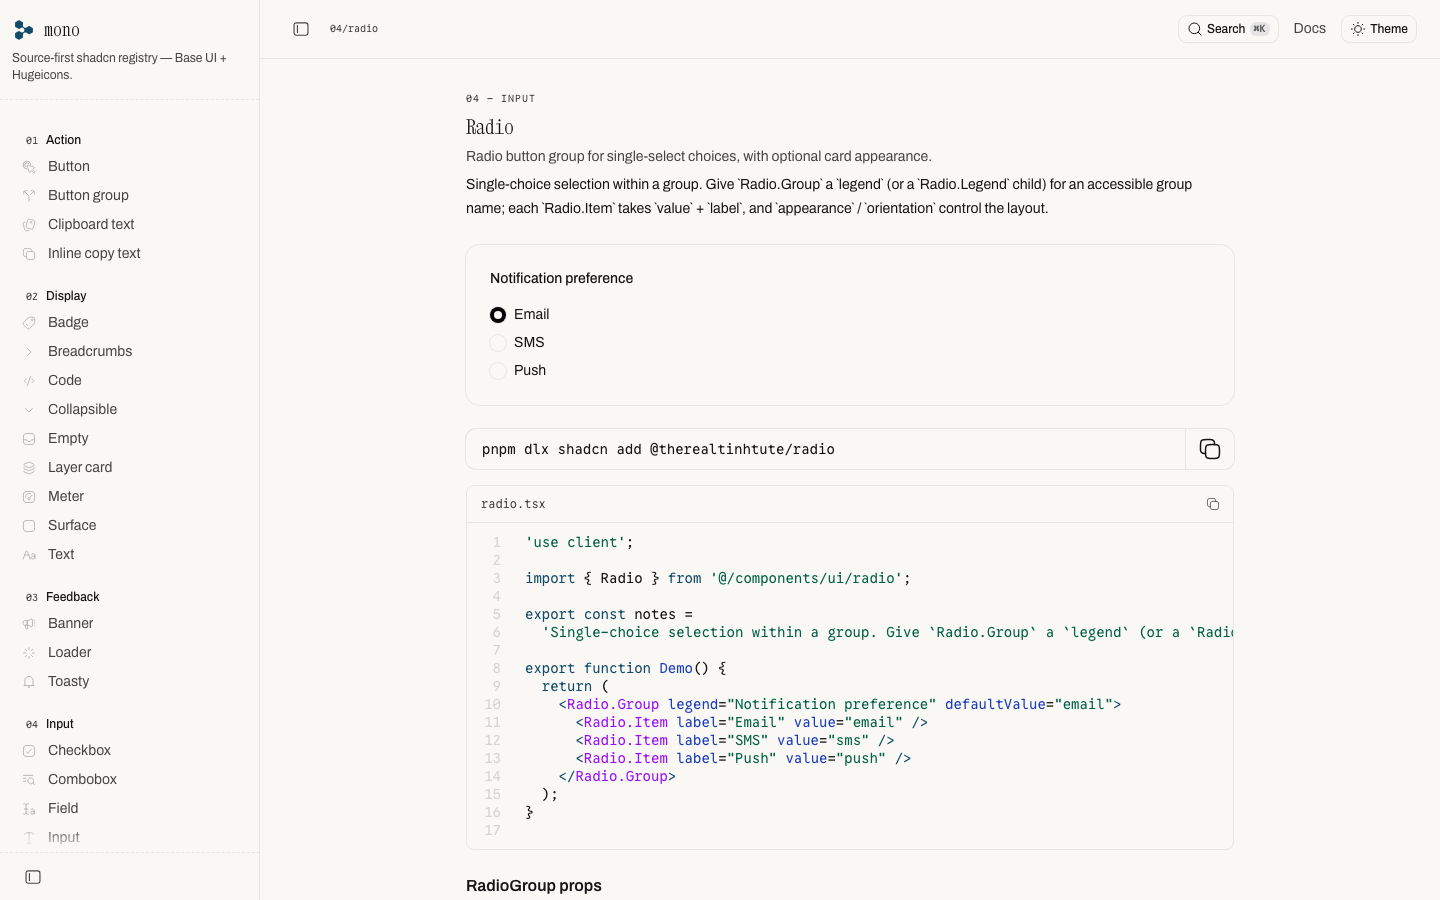 mono
Source-first shadcn registry — Base UI +
Hugeicons.
01 Action
Button
Button group
Clipboard text
Inline copy text
02 Display
Badge
Breadcrumbs
Code
Collapsible
Empty
Layer card
Meter
Surface
Text
03 Feedback
Banner
Loader
Toasty
04 Input
Checkbox
Combobox
Field
Input
04/radio
Search ⌘K
Docs
Theme
04 — INPUT
Radio
Radio button group for single-select choices, with optional card appearance.
Single-choice selection within a group. Give `Radio.Group` a `legend` (or a `Radio.Legend` child) for an accessible group
name; each `Radio.Item` takes `value` + `label`, and `appearance` / `orientation` control the layout.
Notification preference
Email
SMS
Push
pnpm dlx shadcn add @therealtinhtute/radio
radio.tsx
1 'use client';
2
3 import { Radio } from '@/components/ui/radio';
4
5 export const notes =
6 'Single-choice selection within a group. Give `Radio.Group` a `legend` (or a `Radio
7
8 export function Demo() {
9 return (
10 <Radio.Group legend="Notification preference" defaultValue="email">
11 <Radio.Item label="Email" value="email" />
12 <Radio.Item label="SMS" value="sms" />
13 <Radio.Item label="Push" value="push" />
14 </Radio.Group>
15 );
16 }
17
RadioGroup props